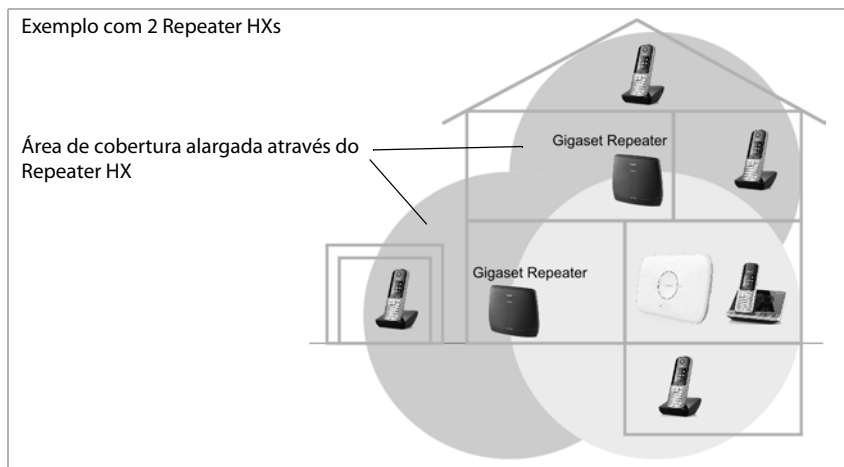 Exemplo com 2 Repeater HXs
Área de cobertura alargada através do
Repeater HX
Gigaset Repeater
Gigaset Repeater